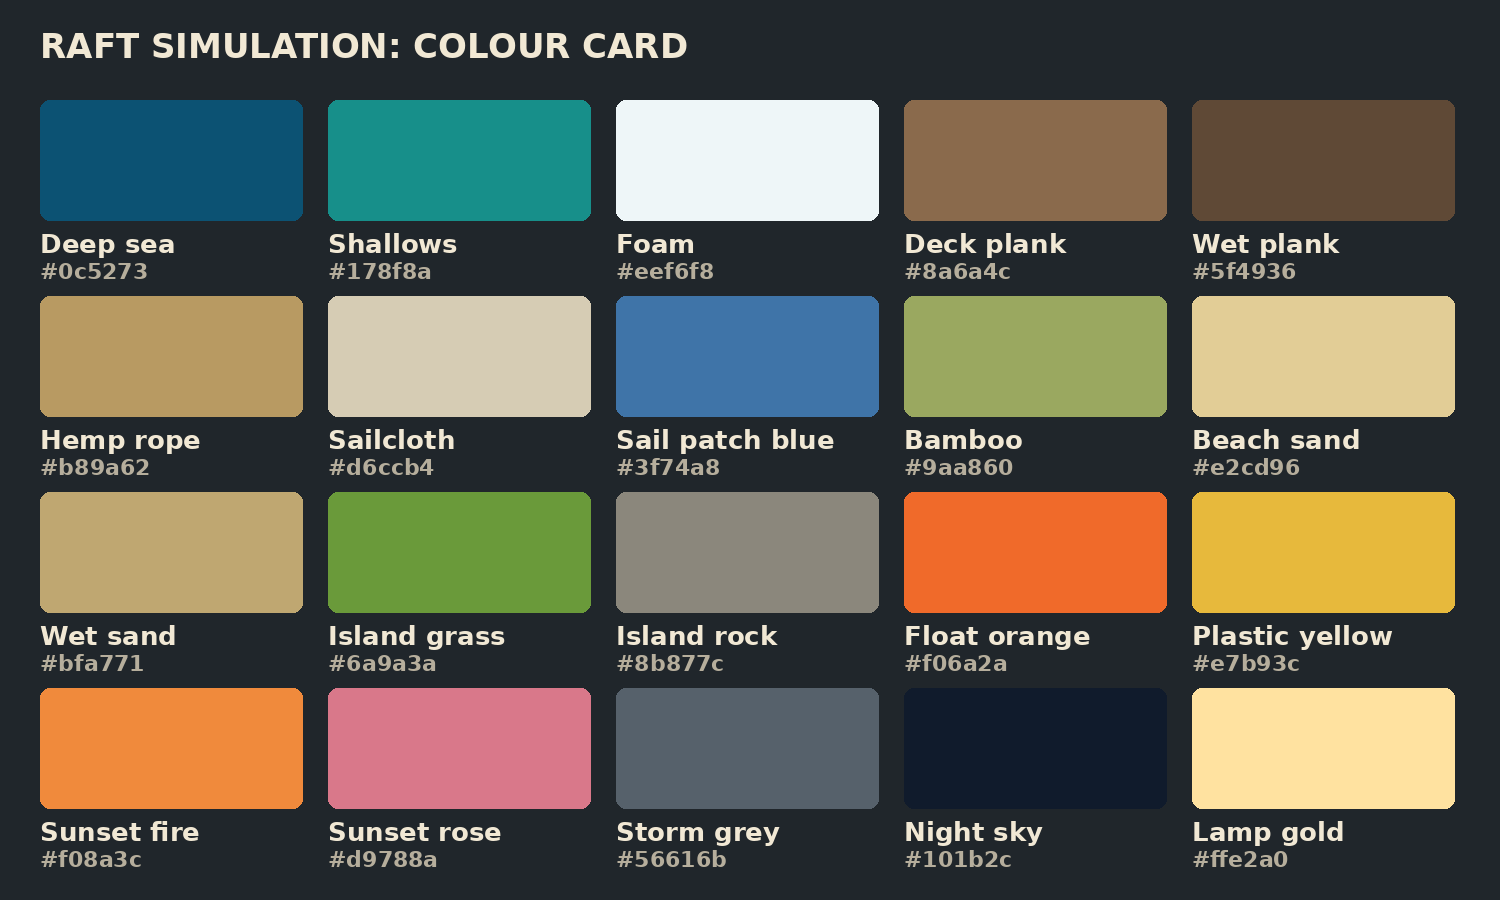 RAFT SIMULATION: COLOUR CARD
Deep sea
#0c5273
Shallows
#178f8a
Foam
#eef6f8
Deck plank
#8a6a4c
Wet plank
#5f4936
Hemp rope
#b89a62
Sailcloth
#d6ccb4
Sail patch blue
#3f74a8
Bamboo
#9aa860
Beach sand
#e2cd96
Wet sand
#bfa771
Island grass
#6a9a3a
Island rock
#8b877c
Float orange
#f06a2a
Plastic yellow
#e7b93c
Sunset fire
#f08a3c
Sunset rose
#d9788a
Storm grey
#56616b
Night sky
#101b2c
Lamp gold
#ffe2a0